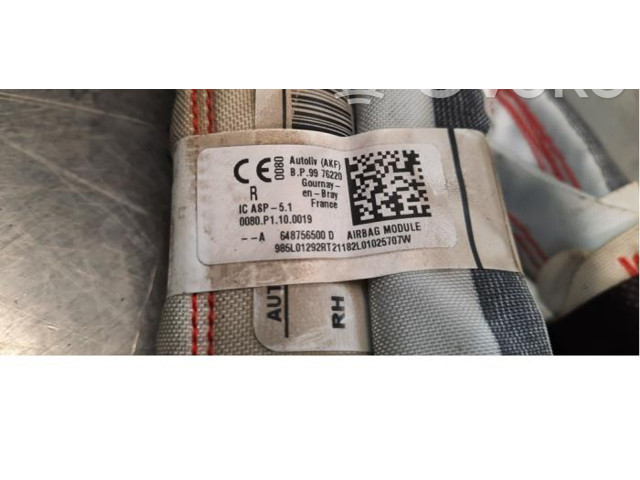 CE 0080 Autoliv (AKF)
B.P.99 76220
R Gournay-
en-Bray
IC ASP-5.1 France
0080.P1.10.0019
--A 648756500 D AIRBAG MODULE
985L01292RT21182L01025707W
AUT
RH